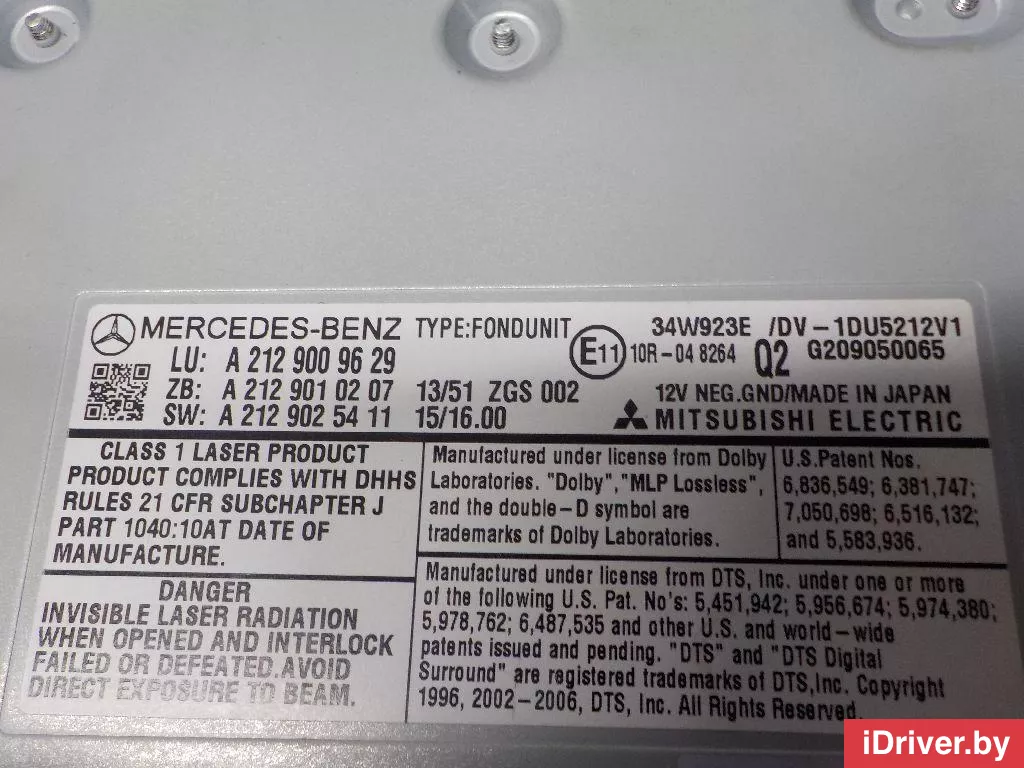 MERCEDES-BENZ TYPE:FONDUNIT
LU: A 212 900 96 29
ZB: A 212 901 02 07 13/51 ZGS 002
SW: A 212 902 54 11 15/16.00
E11 10R-04 8264 Q2
34W923E /DV-1DU5212V1
G209050065
12V NEG.GND/MADE IN JAPAN
MITSUBISHI ELECTRIC
CLASS 1 LASER PRODUCT
PRODUCT COMPLIES WITH DHHS
RULES 21 CFR SUBCHAPTER J
PART 1040:10AT DATE OF
MANUFACTURE.
DANGER
INVISIBLE LASER RADIATION
WHEN OPENED AND INTERLOCK
FAILED OR DEFEATED.AVOID
DIRECT EXPOSURE TO BEAM.
Manufactured under license from Dolby
Laboratories. "Dolby","MLP Lossless",
and the double-D symbol are
trademarks of Dolby Laboratories.
U.S.Patent Nos.
6,836,549; 6,381,747;
7,050,698; 6,516,132;
and 5,583,936.
Manufactured under license from DTS, Inc. under one or more
of the following U.S. Pat. No's: 5,451,942; 5,956,674; 5,974,380;
5,978,762; 6,487,535 and other U.S. and world-wide
patents issued and pending. "DTS" and "DTS Digital
Surround" are registered trademarks of DTS,Inc. Copyright
1996, 2002-2006, DTS, Inc. All Rights Reserved.
iDriver.by